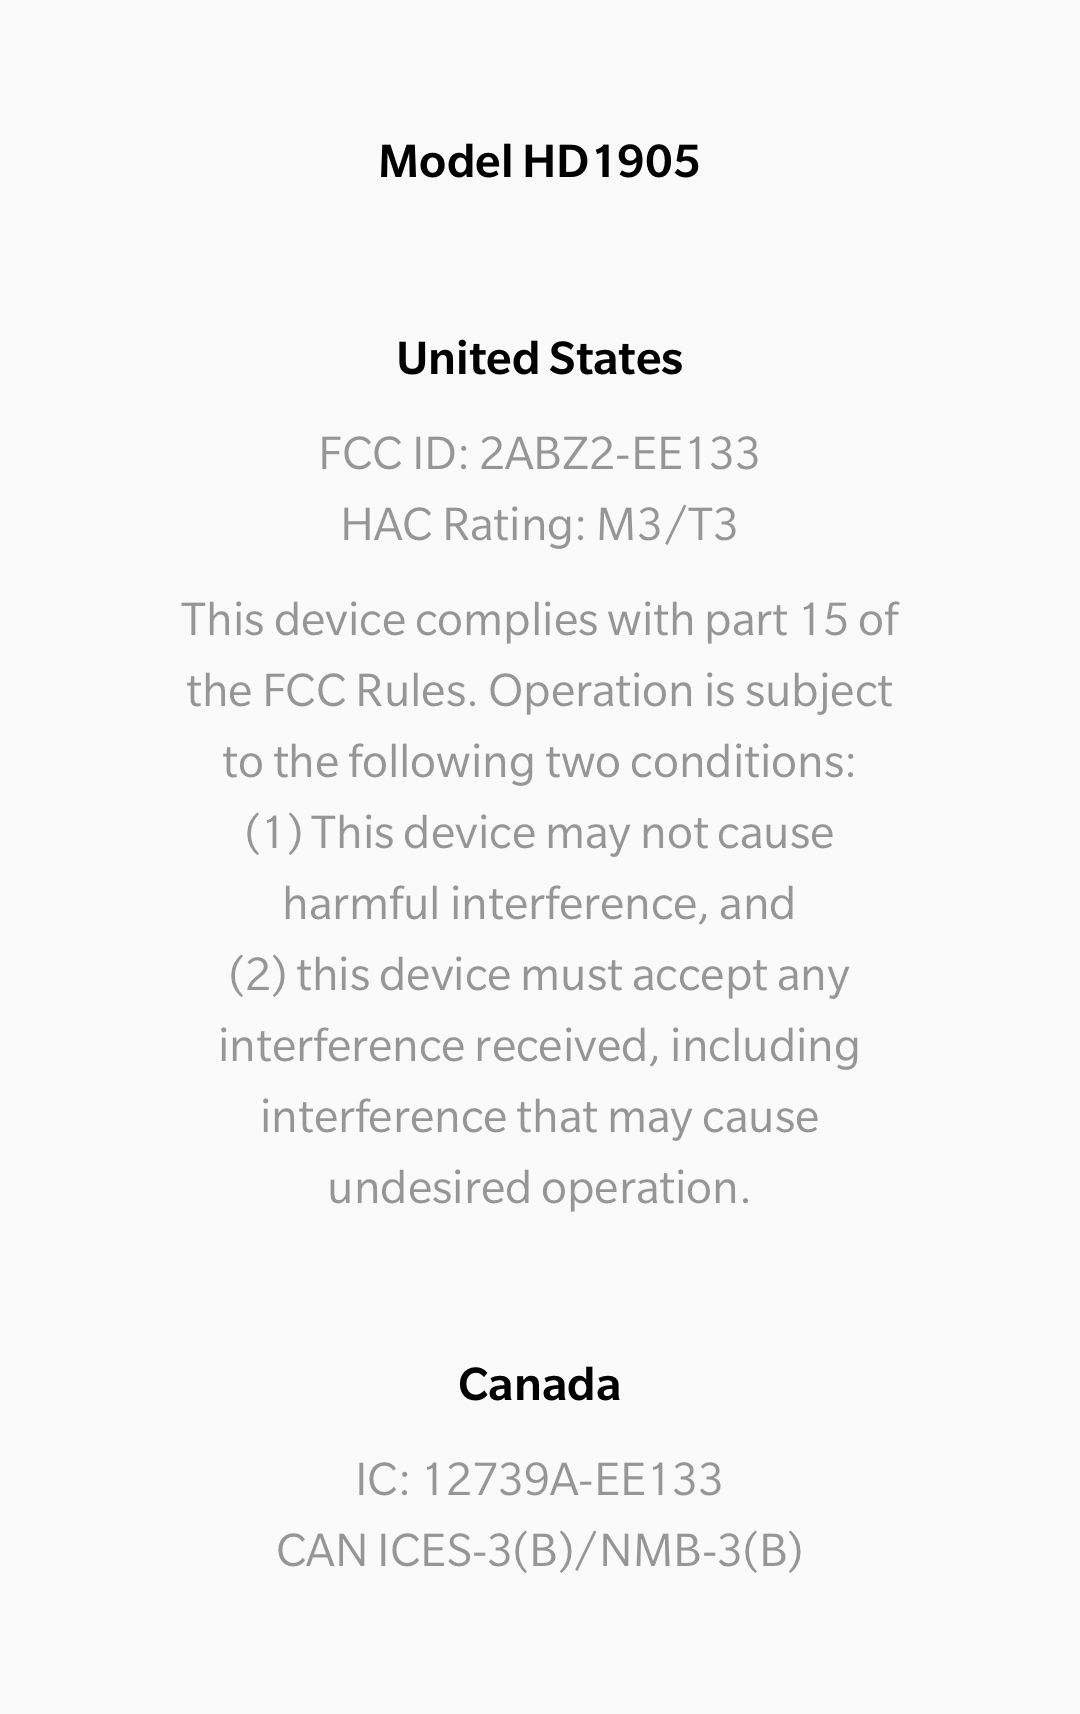 Model HD1905
United States
FCC ID: 2ABZ2-EE133
HAC Rating: M3/T3
This device complies with part 15 of
the FCC Rules. Operation is subject
to the following two conditions:
(1) This device may not cause
harmful interference, and
(2) this device must accept any
interference received, including
interference that may cause
undesired operation.
Canada
IC: 12739A-EE133
CAN ICES-3(B)/NMB-3(B)